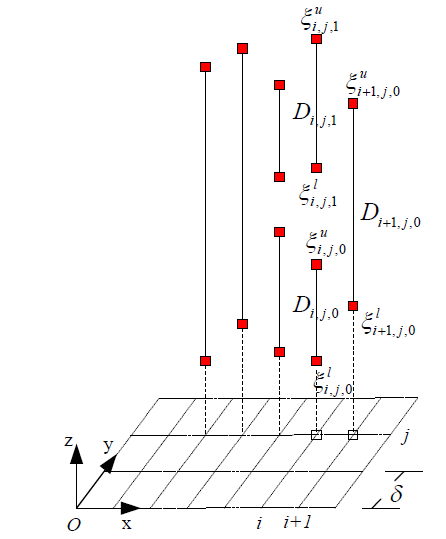 ξ^u_{i,j,1}
ξ^u_{i+1,j,0}
D_{i,j,1}
ξ^l_{i,j,1}
D_{i+1,j,0}
ξ^u_{i,j,0}
D_{i,j,0}
ξ^l_{i+1,j,0}
ξ^l_{i,j,0}
z y j
δ
O x i i+1